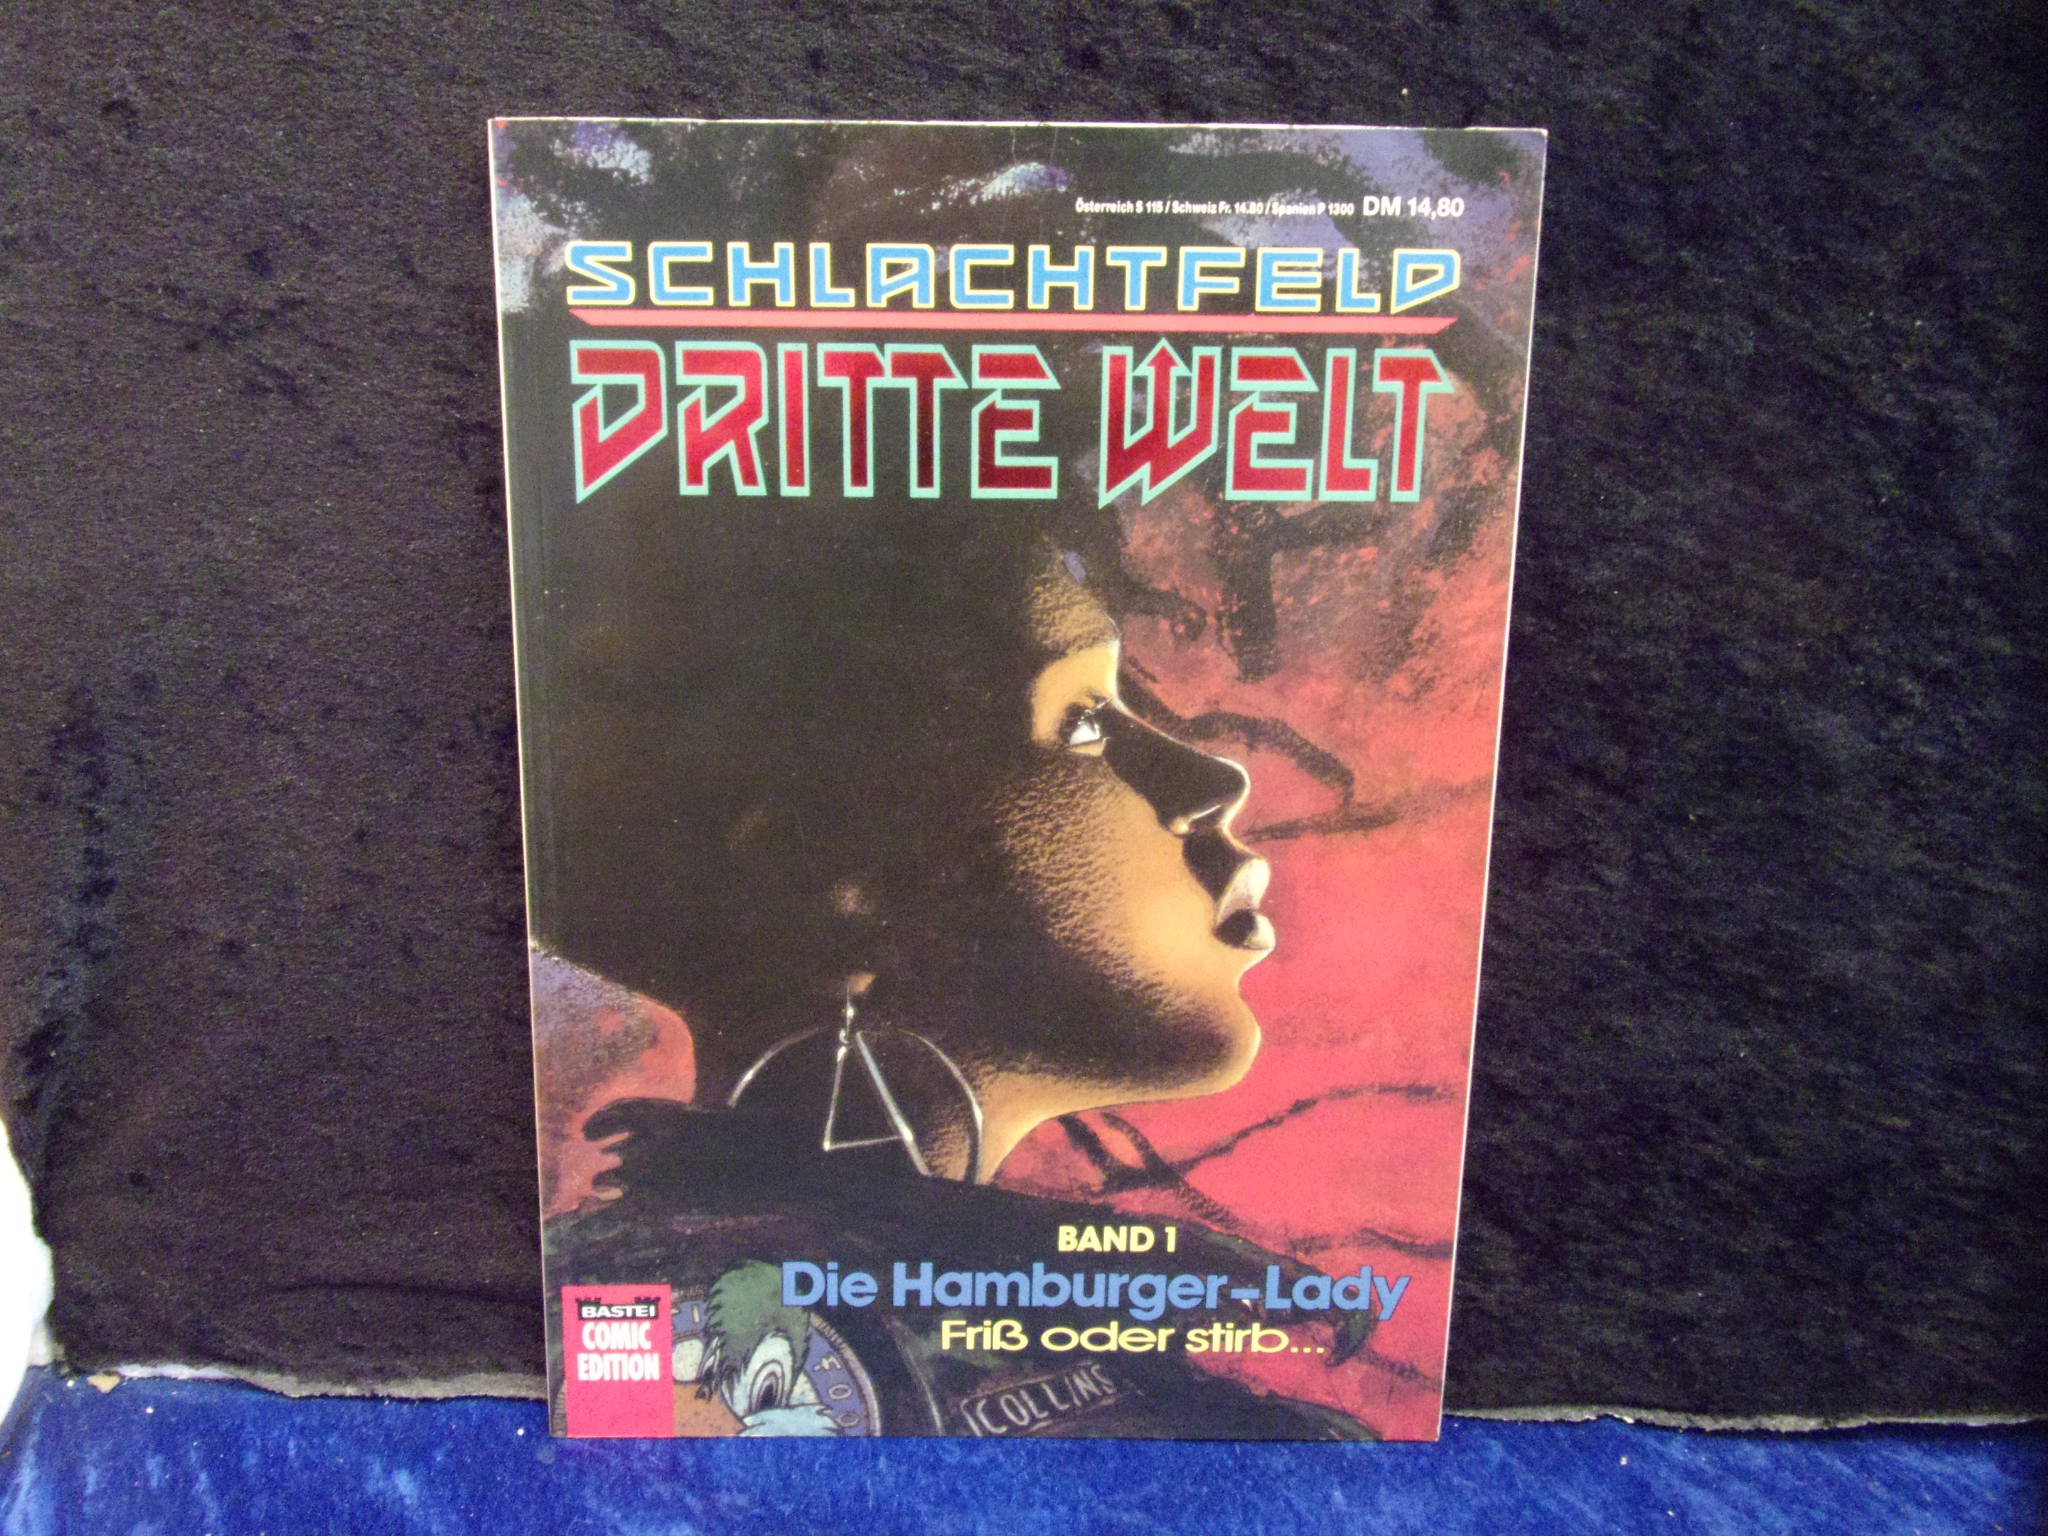 Österreich S 115 / Schweiz Fr. 14.80 / Spanien P 1300 DM 14,80
SCHLACHTFELD
DRITTE WELT
BAND 1
Die Hamburger-Lady
Friß oder stirb...
BASTEI
COMIC
EDITION
COLLINS